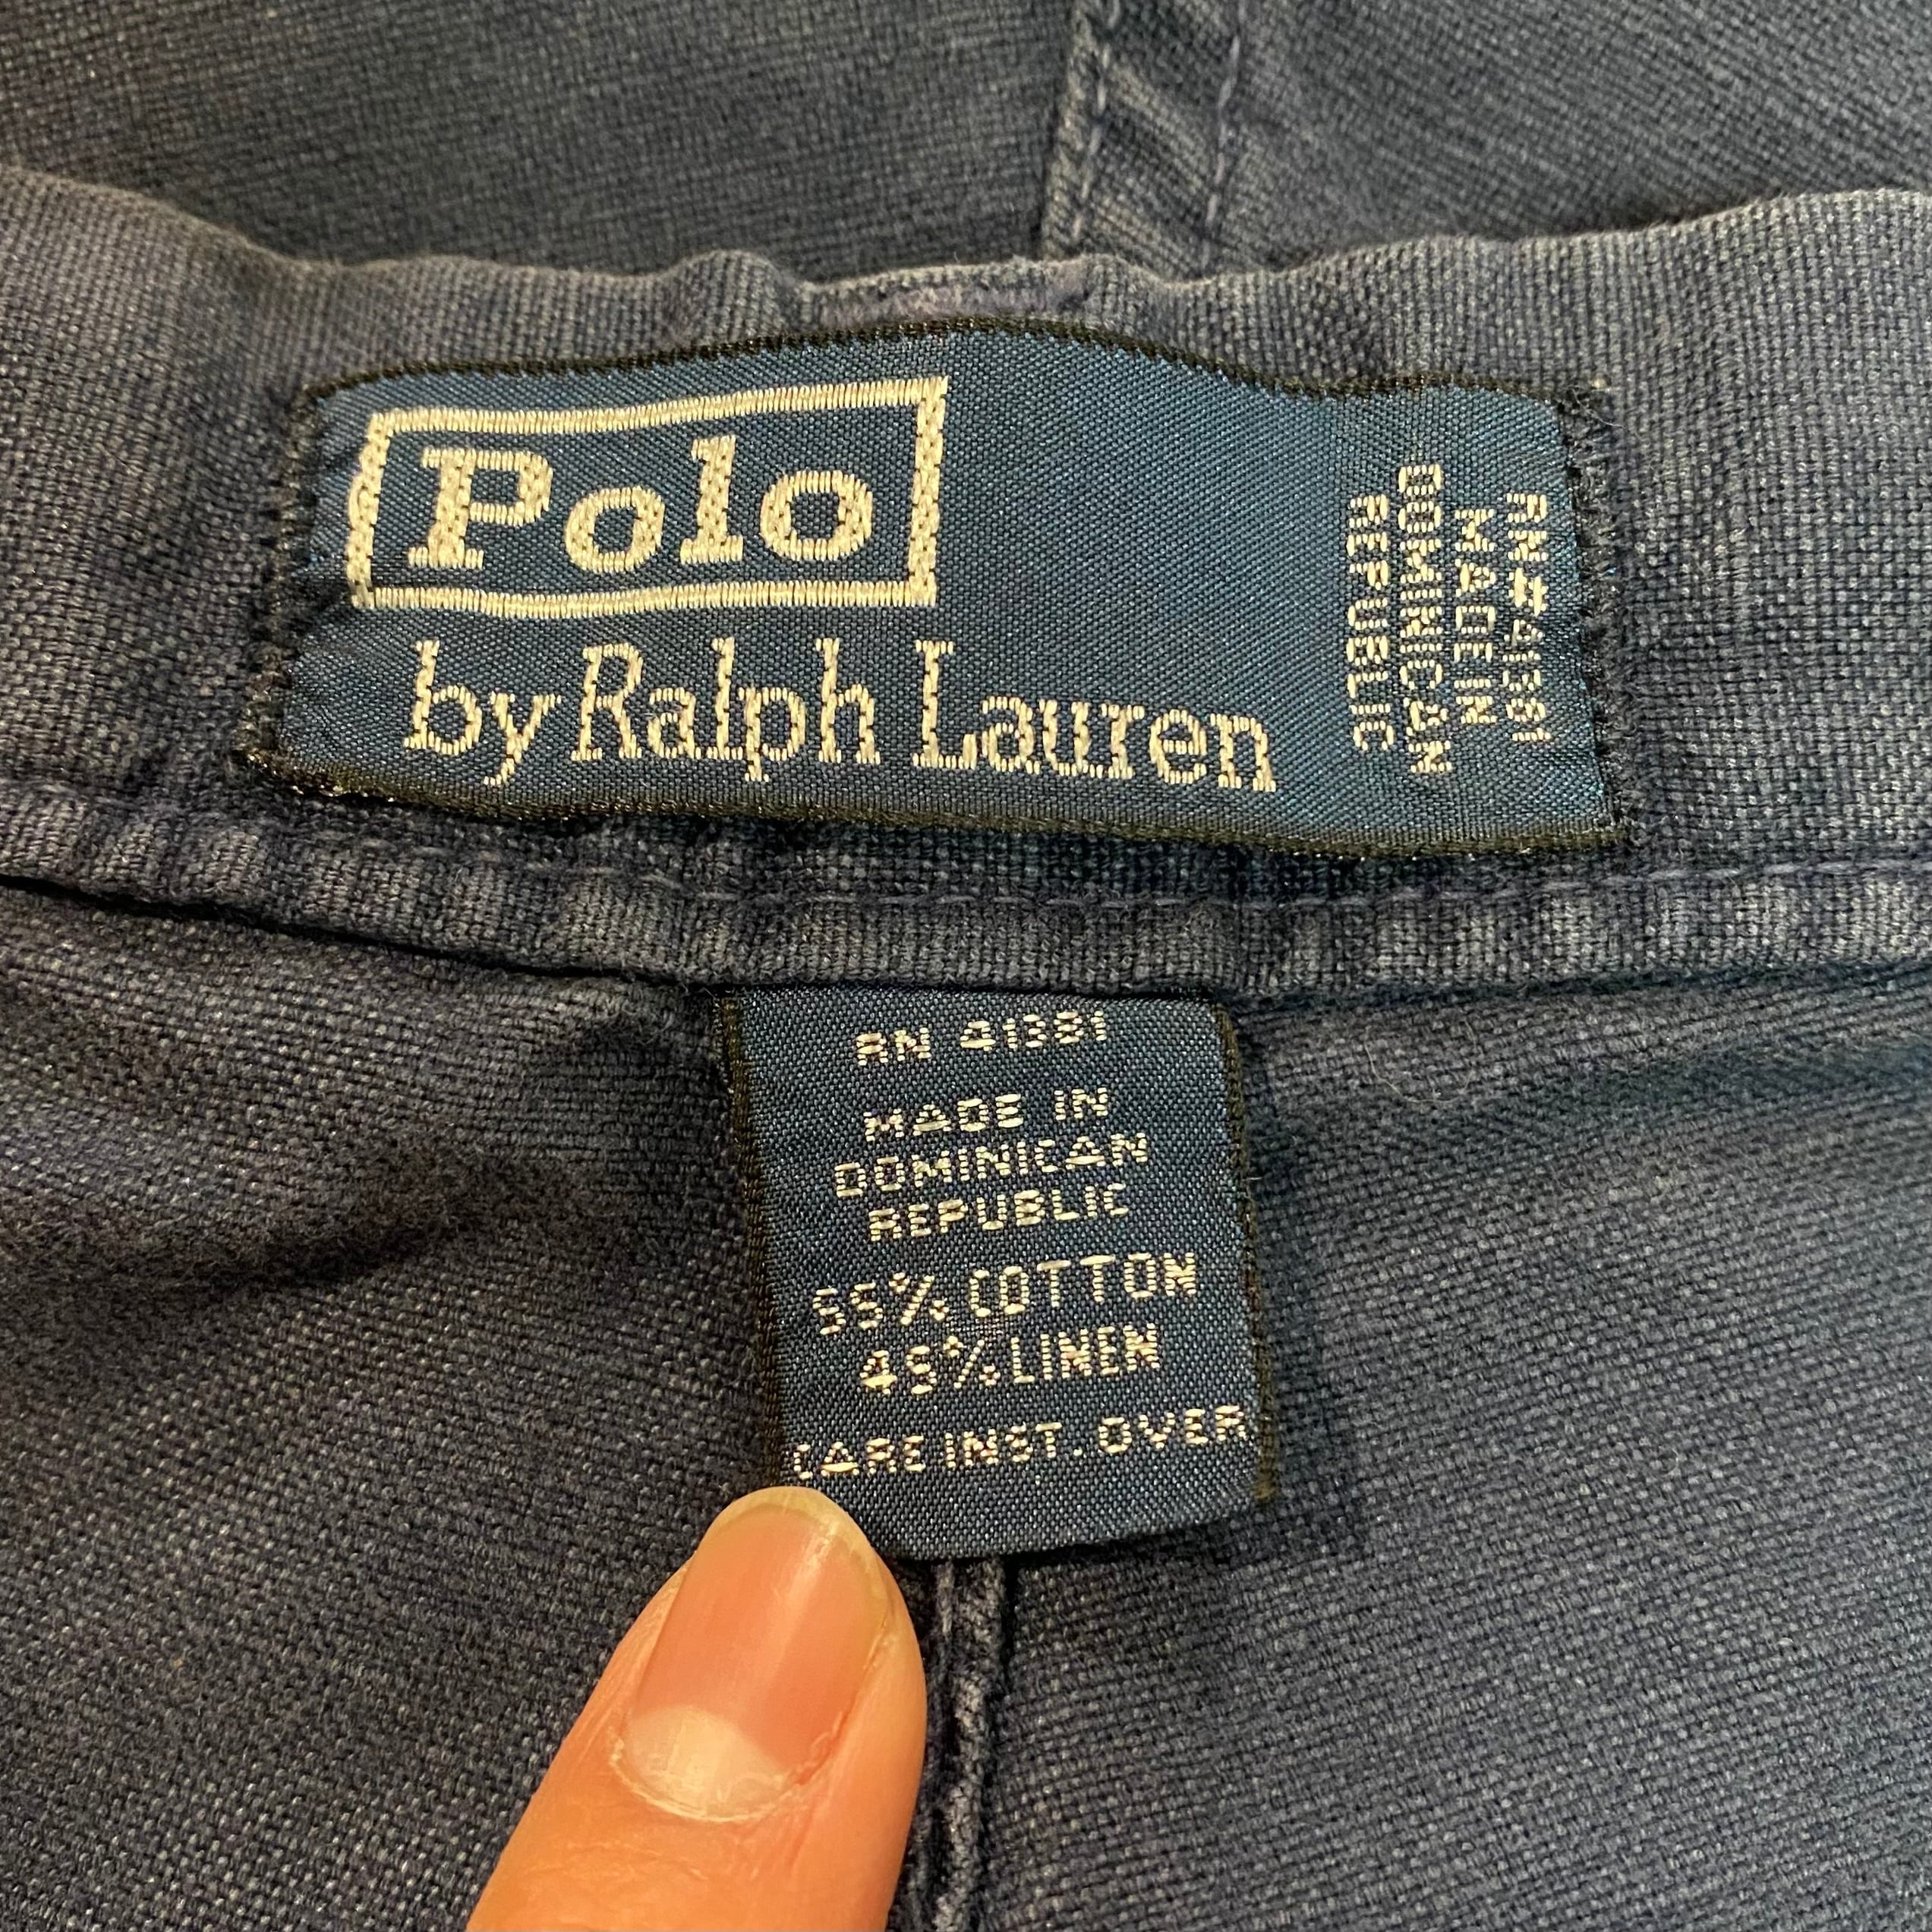 Polo
by Ralph Lauren
RN#41381
MADE IN
DOMINICAN
REPUBLIC
RN 41381
MADE IN
DOMINICAN
REPUBLIC
55% COTTON
45% LINEN
CARE INST. OVER